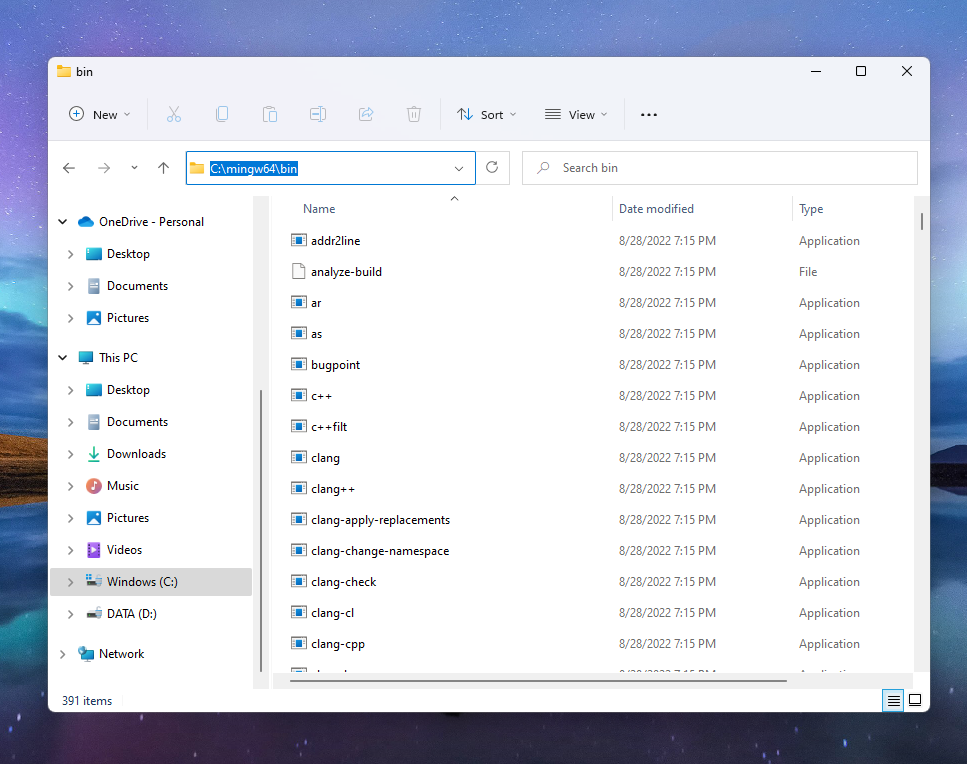 bin
New
Sort
View
C:\mingw64\bin
Search bin
OneDrive - Personal
Desktop
Documents
Pictures
This PC
Desktop
Documents
Downloads
Music
Pictures
Videos
Windows (C:)
DATA (D:)
Network
Name Date modified Type
addr2line 8/28/2022 7:15 PM Application
analyze-build 8/28/2022 7:15 PM File
ar 8/28/2022 7:15 PM Application
as 8/28/2022 7:15 PM Application
bugpoint 8/28/2022 7:15 PM Application
c++ 8/28/2022 7:15 PM Application
c++filt 8/28/2022 7:15 PM Application
clang 8/28/2022 7:15 PM Application
clang++ 8/28/2022 7:15 PM Application
clang-apply-replacements 8/28/2022 7:15 PM Application
clang-change-namespace 8/28/2022 7:15 PM Application
clang-check 8/28/2022 7:15 PM Application
clang-cl 8/28/2022 7:15 PM Application
clang-cpp 8/28/2022 7:15 PM Application
391 items